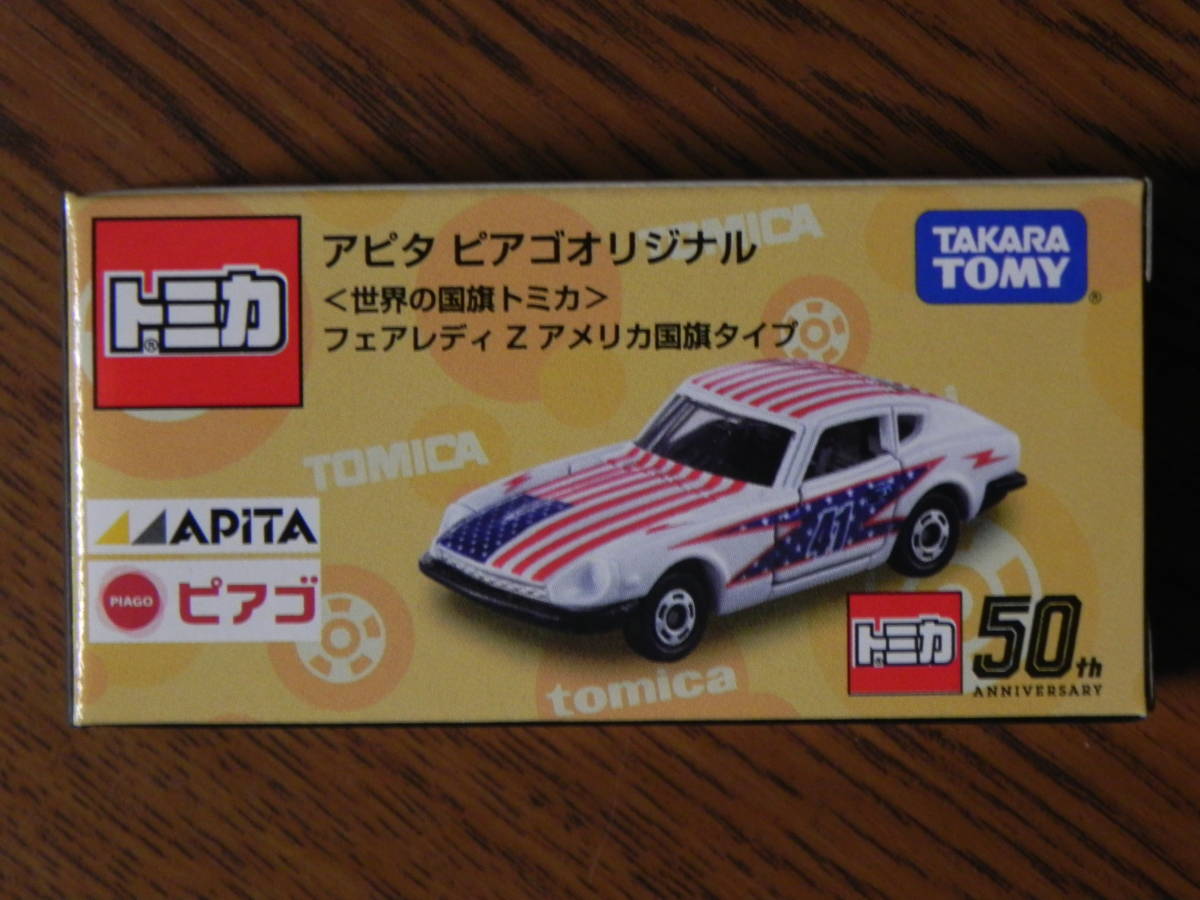 トミカ®
アピタ ピアゴオリジナル
<世界の国旗トミカ>
フェアレディ Z アメリカ国旗タイプ
TAKARA
TOMY®
TOMICA
TOMICA
APiTA
PIAGO ピアゴ
41
トミカ® 50th
ANNIVERSARY
tomica